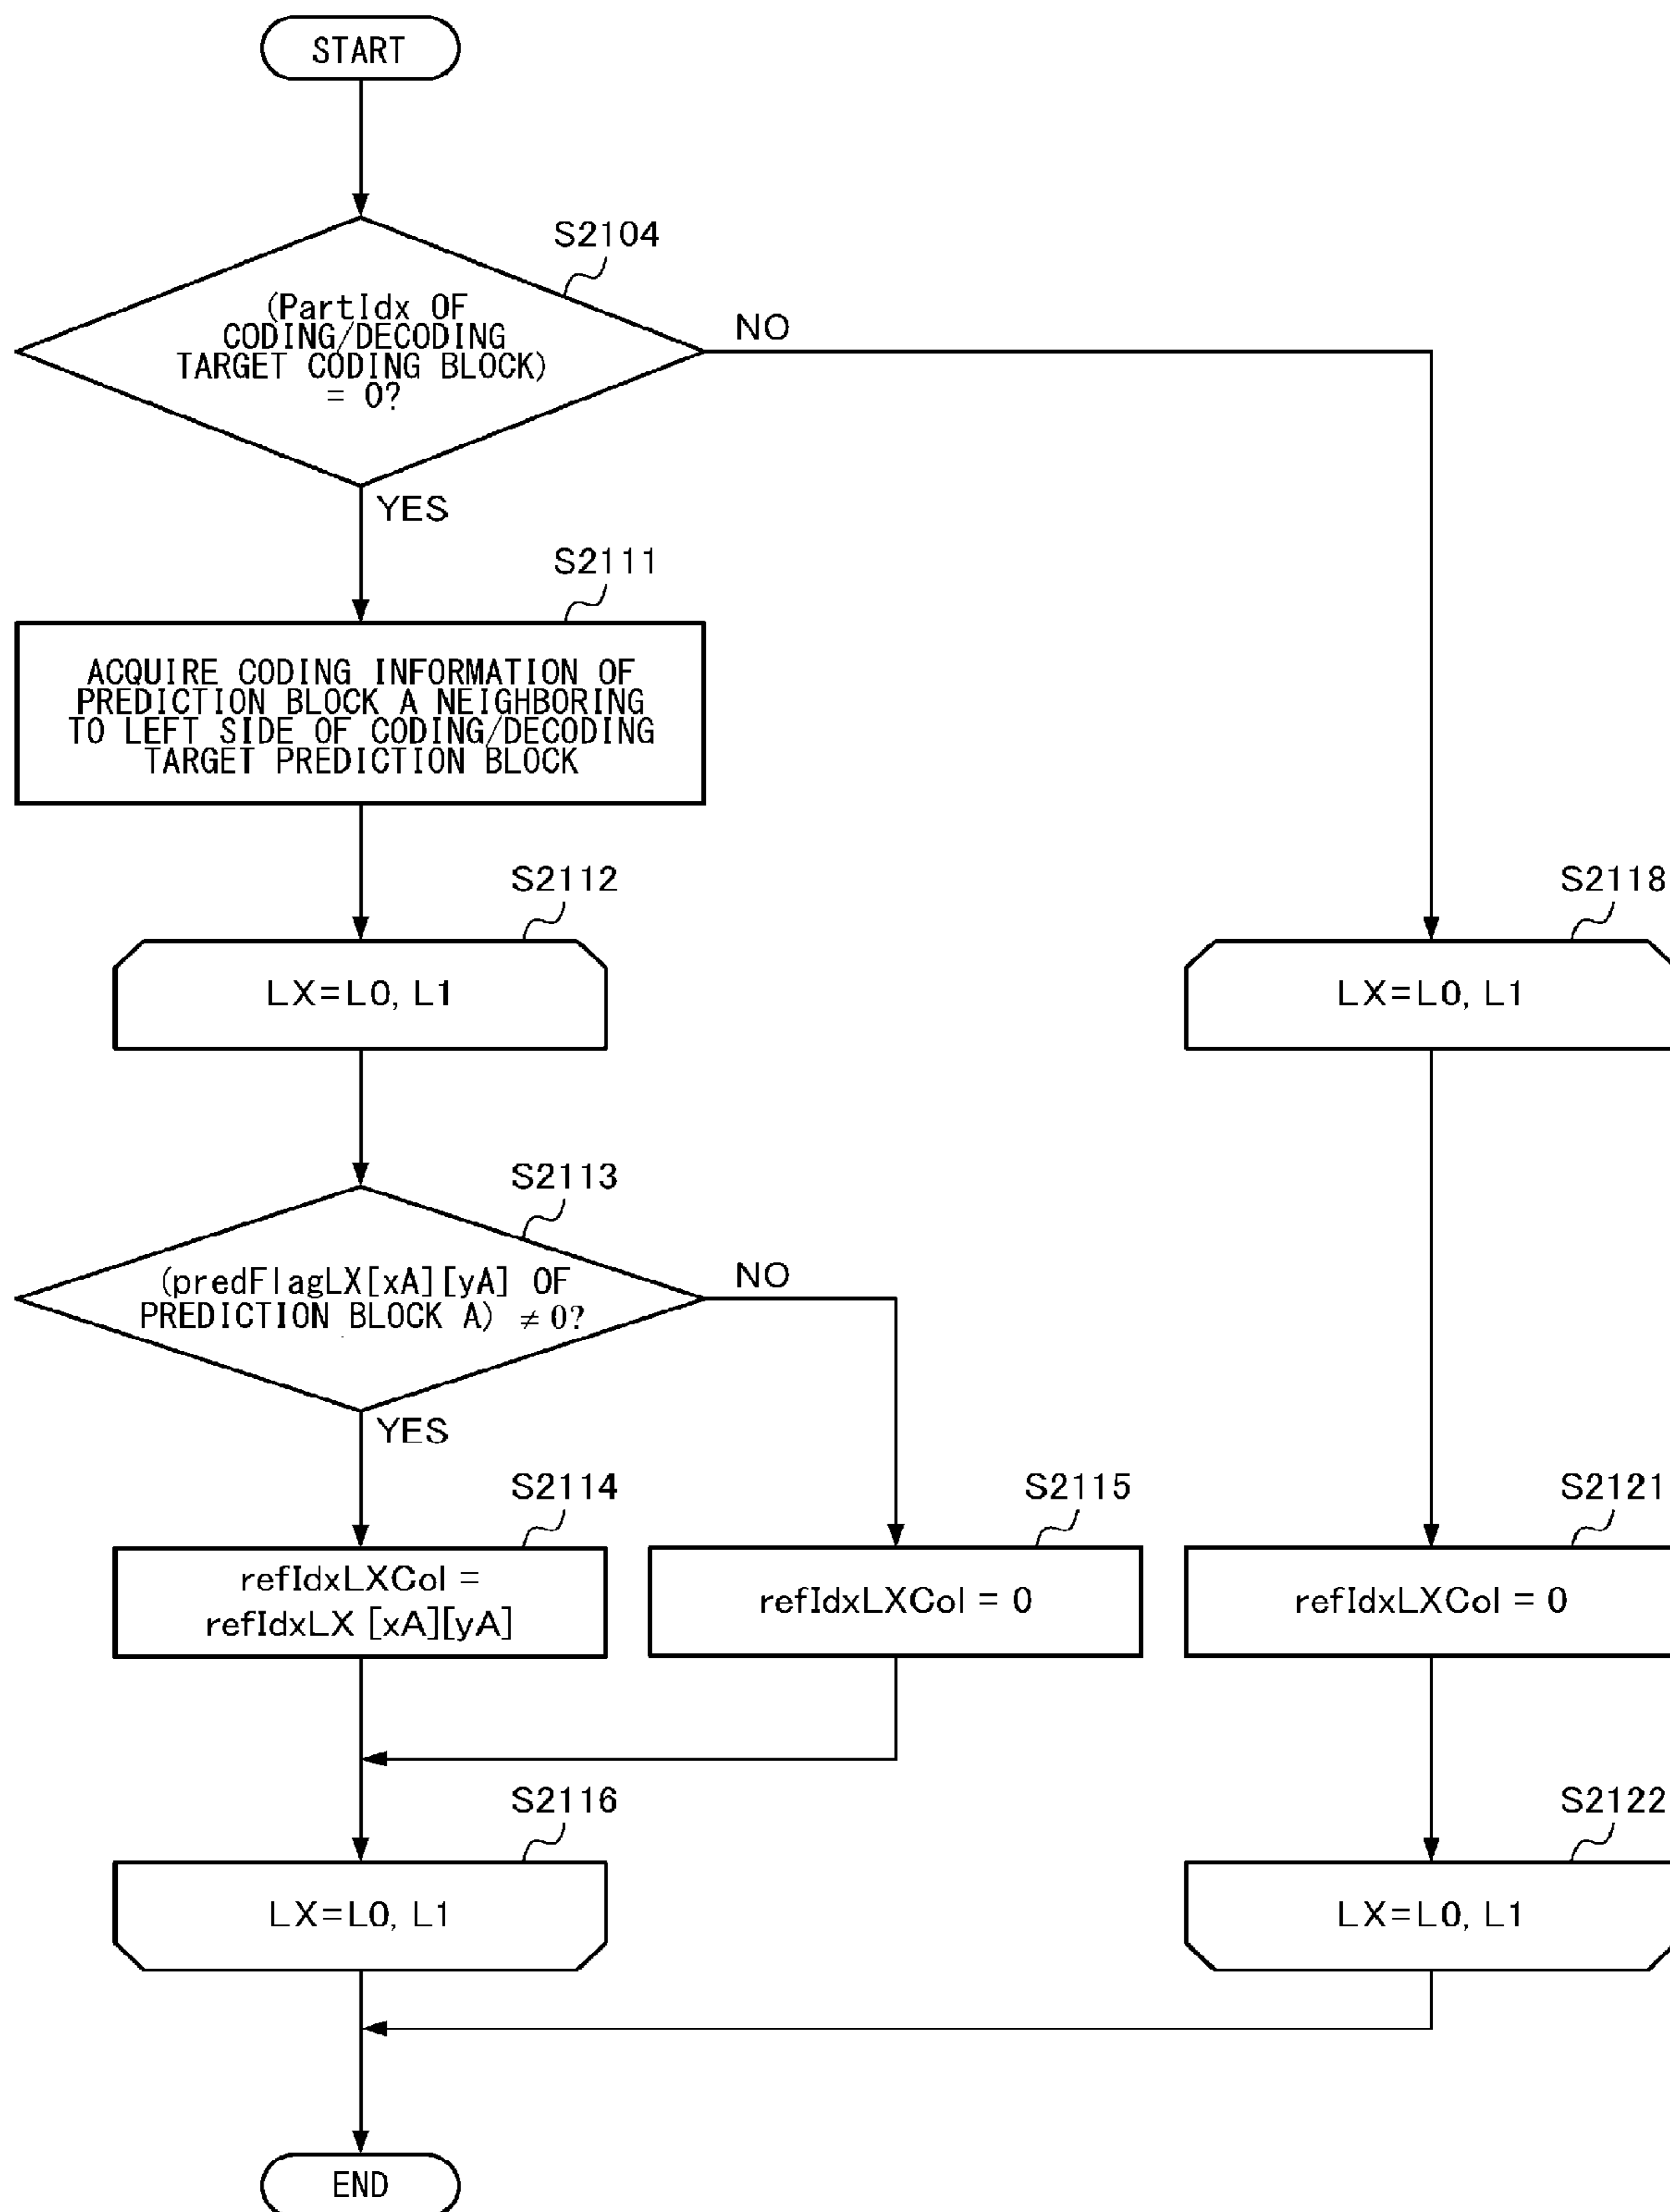 START
S2104
(PartIdx OF
CODING/DECODING
TARGET CODING BLOCK)
= 0?
NO
YES
S2111
ACQUIRE CODING INFORMATION OF
PREDICTION BLOCK A NEIGHBORING
TO LEFT SIDE OF CODING/DECODING
TARGET PREDICTION BLOCK
S2112
LX=L0, L1
S2118
LX=L0, L1
S2113
(predFlagLX[xA][yA] OF
PREDICTION BLOCK A) ≠ 0?
NO
YES
S2114
refIdxLXCol =
refIdxLX [xA][yA]
S2115
refIdxLXCol = 0
S2121
refIdxLXCol = 0
S2116
LX=L0, L1
S2122
LX=L0, L1
END